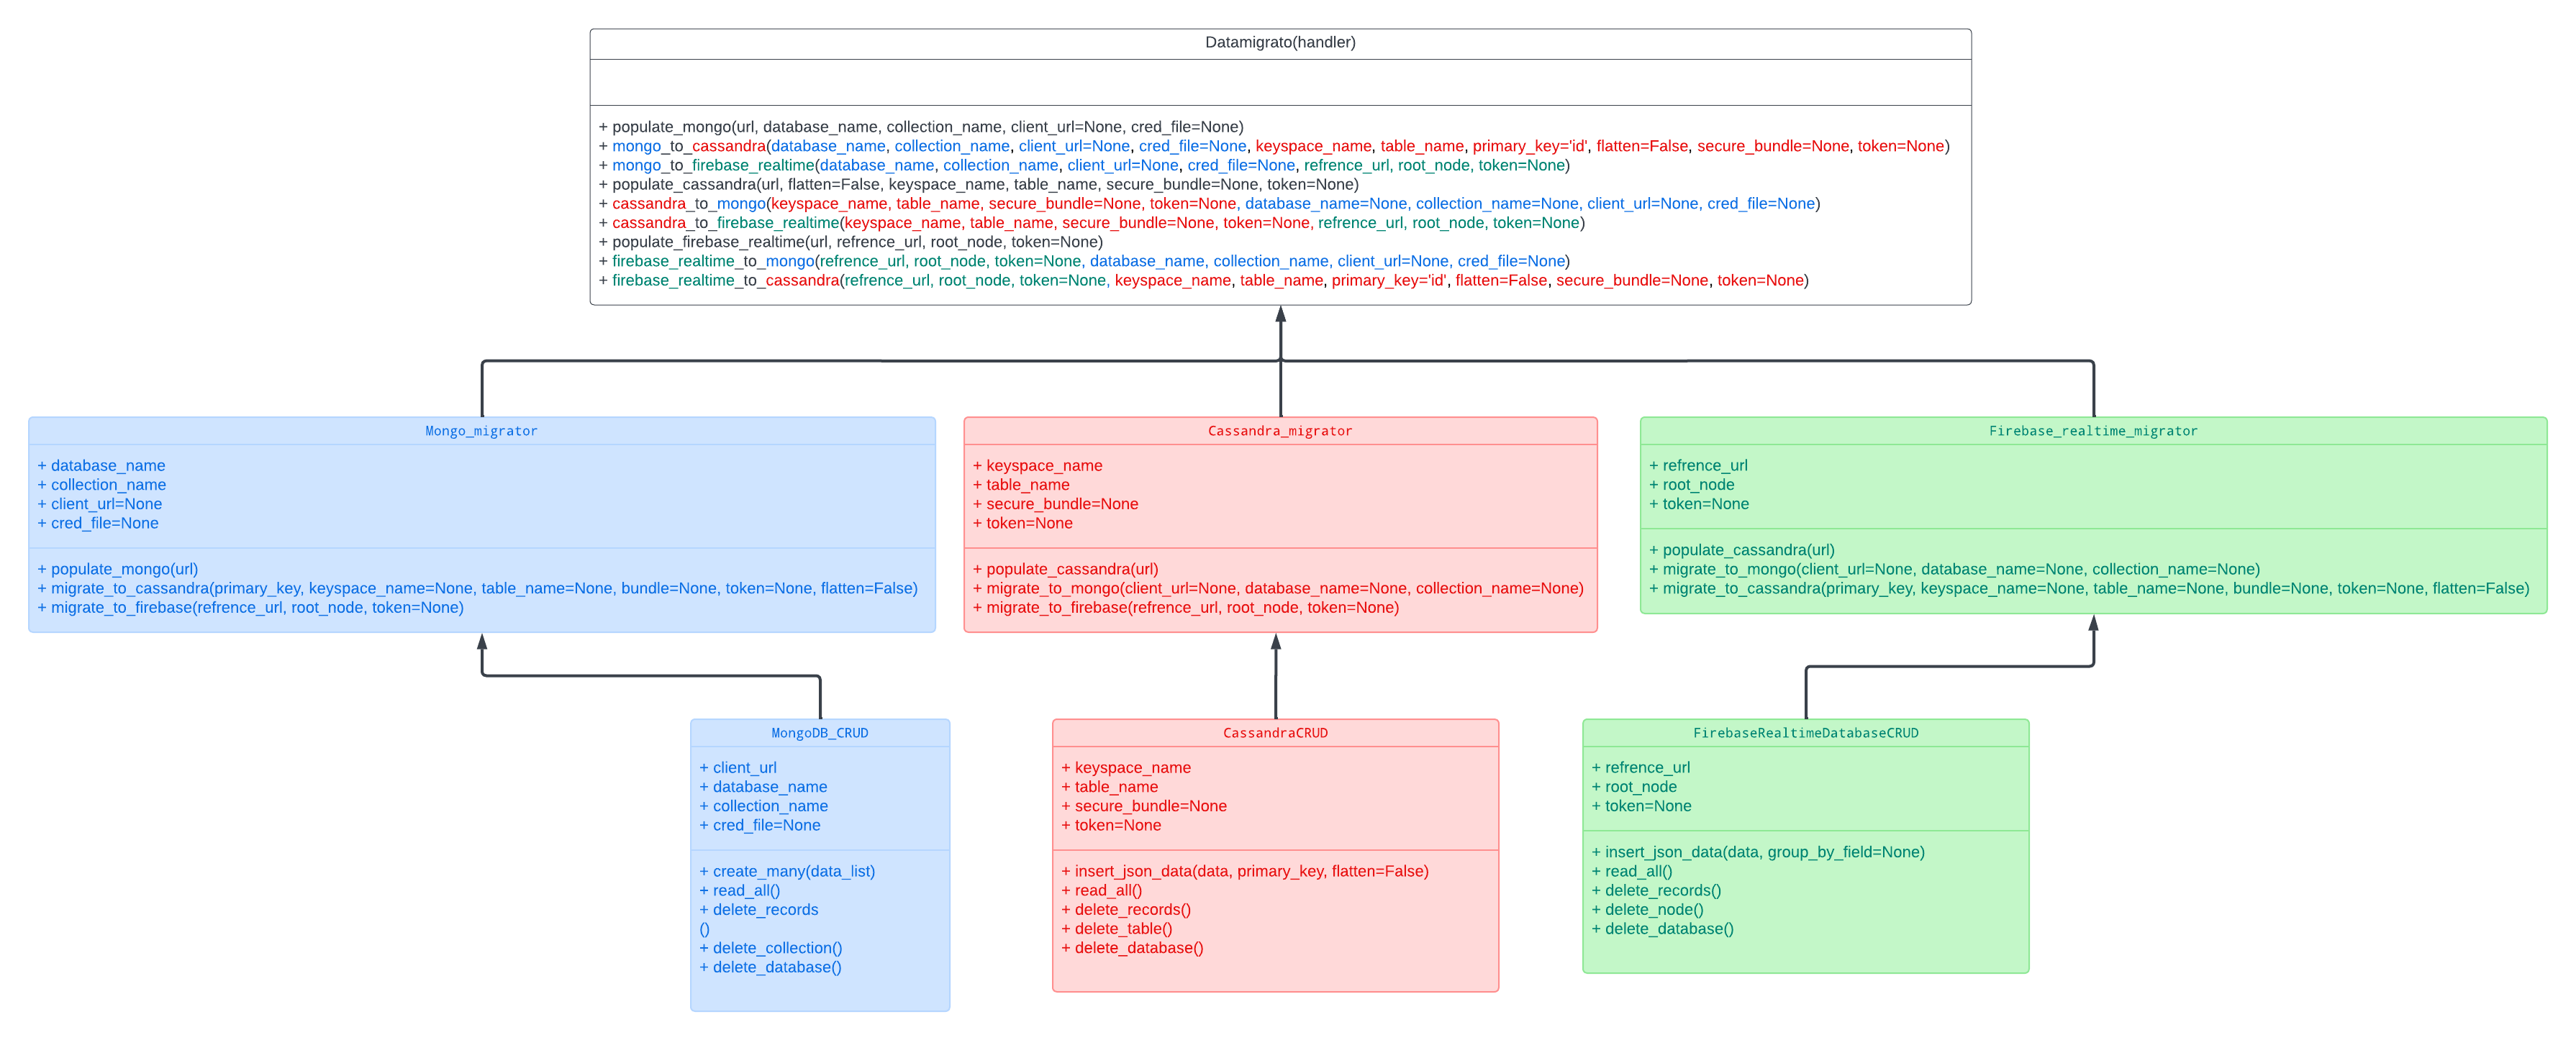 Datamigrato(handler)
+ populate_mongo(url, database_name, collection_name, client_url=None, cred_file=None)
+ mongo_to_cassandra(database_name, collection_name, client_url=None, cred_file=None, keyspace_name, table_name, primary_key='id', flatten=False, secure_bundle=None, token=None)
+ mongo_to_firebase_realtime(database_name, collection_name, client_url=None, cred_file=None, refrence_url, root_node, token=None)
+ populate_cassandra(url, flatten=False, keyspace_name, table_name, secure_bundle=None, token=None)
+ cassandra_to_mongo(keyspace_name, table_name, secure_bundle=None, token=None, database_name=None, collection_name=None, client_url=None, cred_file=None)
+ cassandra_to_firebase_realtime(keyspace_name, table_name, secure_bundle=None, token=None, refrence_url, root_node, token=None)
+ populate_firebase_realtime(url, refrence_url, root_node, token=None)
+ firebase_realtime_to_mongo(refrence_url, root_node, token=None, database_name, collection_name, client_url=None, cred_file=None)
+ firebase_realtime_to_cassandra(refrence_url, root_node, token=None, keyspace_name, table_name, primary_key='id', flatten=False, secure_bundle=None, token=None)
Mongo_migrator
+ database_name
+ collection_name
+ client_url=None
+ cred_file=None
+ populate_mongo(url)
+ migrate_to_cassandra(primary_key, keyspace_name=None, table_name=None, bundle=None, token=None, flatten=False)
+ migrate_to_firebase(refrence_url, root_node, token=None)
Cassandra_migrator
+ keyspace_name
+ table_name
+ secure_bundle=None
+ token=None
+ populate_cassandra(url)
+ migrate_to_mongo(client_url=None, database_name=None, collection_name=None)
+ migrate_to_firebase(refrence_url, root_node, token=None)
Firebase_realtime_migrator
+ refrence_url
+ root_node
+ token=None
+ populate_cassandra(url)
+ migrate_to_mongo(client_url=None, database_name=None, collection_name=None)
+ migrate_to_cassandra(primary_key, keyspace_name=None, table_name=None, bundle=None, token=None, flatten=False)
MongoDB_CRUD
+ client_url
+ database_name
+ collection_name
+ cred_file=None
+ create_many(data_list)
+ read_all()
+ delete_records
()
+ delete_collection()
+ delete_database()
CassandraCRUD
+ keyspace_name
+ table_name
+ secure_bundle=None
+ token=None
+ insert_json_data(data, primary_key, flatten=False)
+ read_all()
+ delete_records()
+ delete_table()
+ delete_database()
FirebaseRealtimeDatabaseCRUD
+ refrence_url
+ root_node
+ token=None
+ insert_json_data(data, group_by_field=None)
+ read_all()
+ delete_records()
+ delete_node()
+ delete_database()